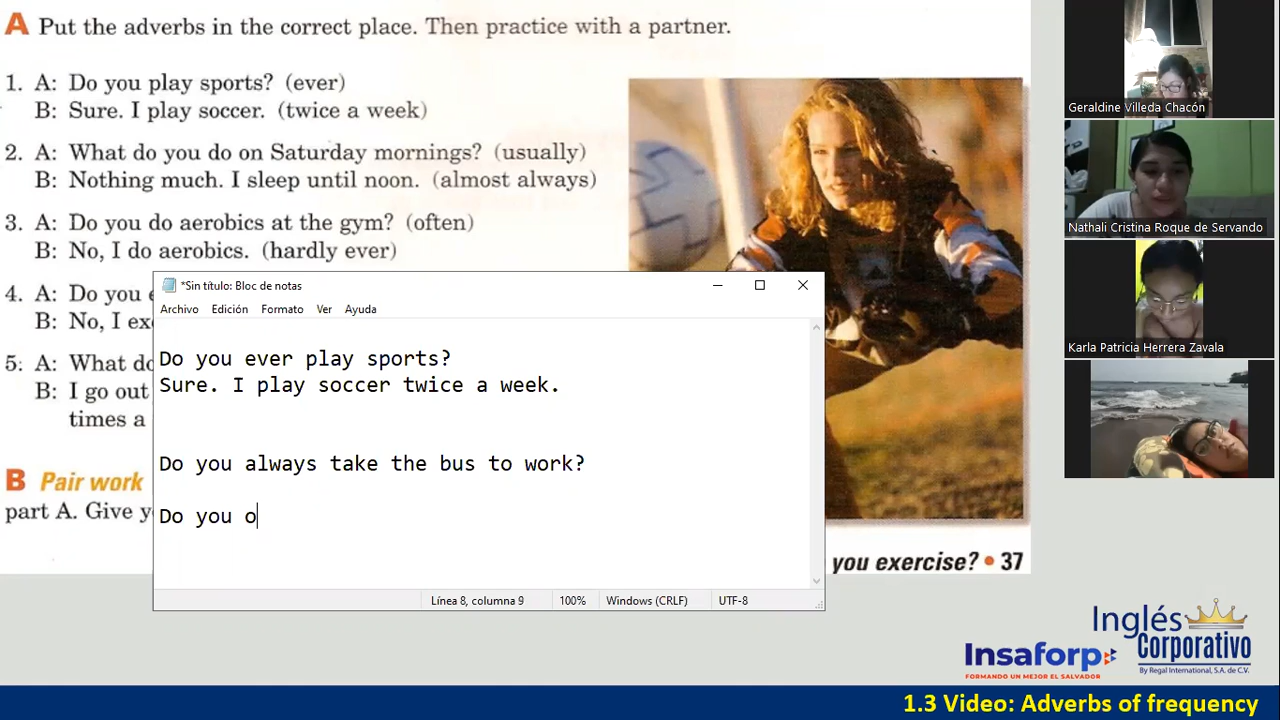 A Put the adverbs in the correct place. Then practice with a partner.
1. A: Do you play sports? (ever)
B: Sure. I play soccer. (twice a week)
2. A: What do you do on Saturday mornings? (usually)
B: Nothing much. I sleep until noon. (almost always)
3. A: Do you do aerobics at the gym? (often)
B: No, I do aerobics. (hardly ever)
4. A: Do you
B: No, I
5: A: What do
B: I go out
times a
B Pair work
part A. Give
you exercise? • 37
*Sin título: Bloc de notas
Archivo Edición Formato Ver Ayuda
Do you ever play sports?
Sure. I play soccer twice a week.
Do you always take the bus to work?
Do you o
Línea 8, columna 9 100% Windows (CRLF) UTF-8
Geraldine Villeda Chacón
Nathali Cristina Roque de Servando
Karla Patricia Herrera Zavala
Insaforp
FORMANDO UN MEJOR EL SALVADOR
Inglés
Corporativo
By Regal International, S.A. de C.V.
1.3 Video: Adverbs of frequency